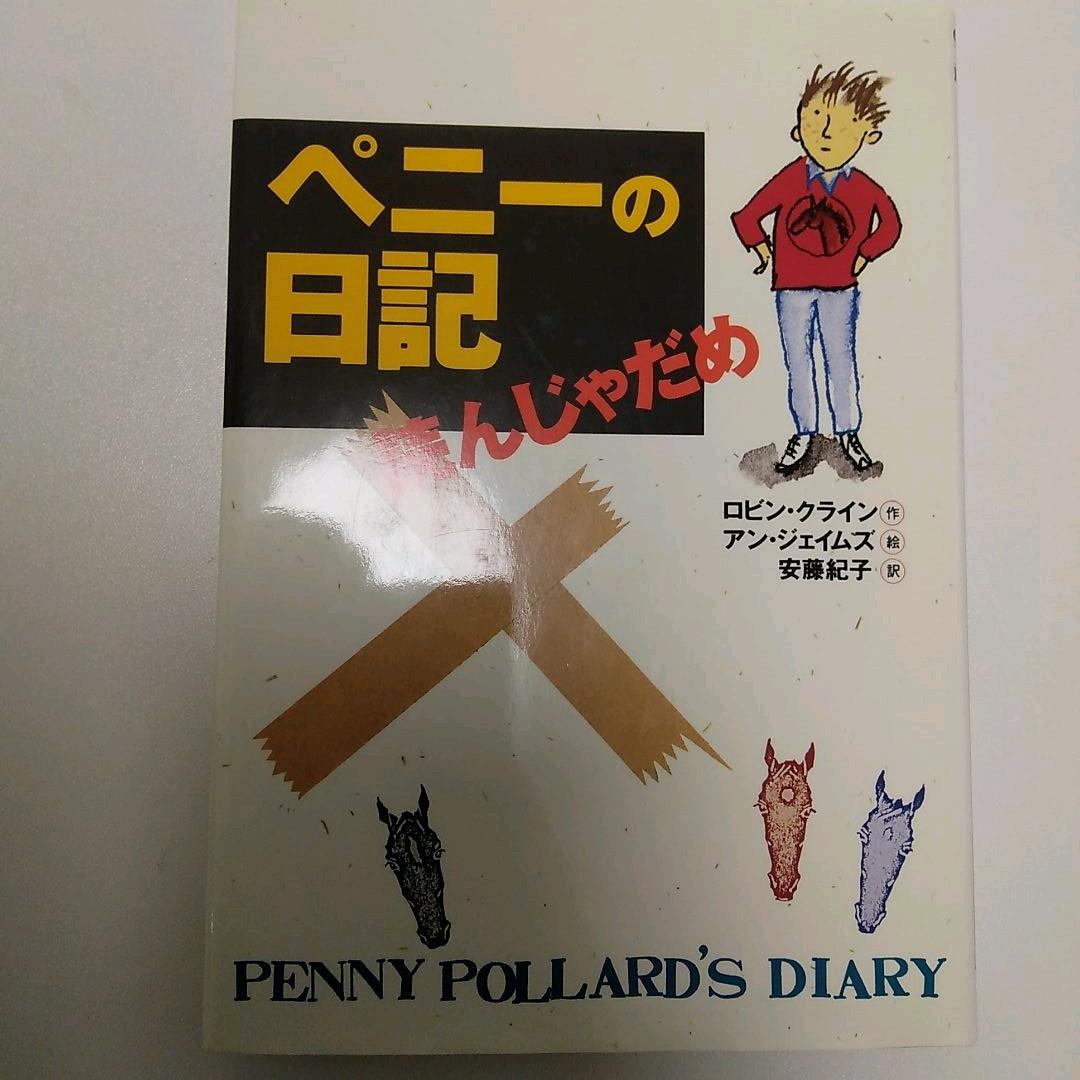 ペニーの
日記
読んじゃだめ
ロビン・クライン 作
アン・ジェイムズ 絵
安藤紀子 訳
PENNY POLLARD'S DIARY